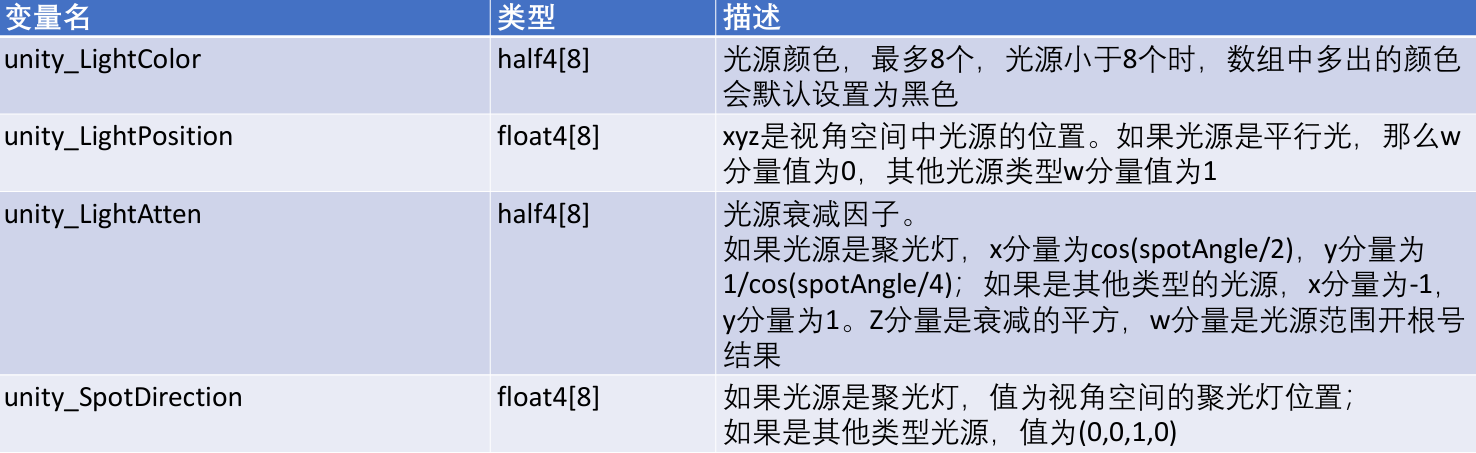 变量名 类型 描述
unity_LightColor half4[8] 光源颜色，最多8个，光源小于8个时，数组中多出的颜色
会默认设置为黑色
unity_LightPosition float4[8] xyz是视角空间中光源的位置。如果光源是平行光，那么w
分量值为0，其他光源类型w分量值为1
unity_LightAtten half4[8] 光源衰减因子。
如果光源是聚光灯，x分量为cos(spotAngle/2)，y分量为
1/cos(spotAngle/4)；如果是其他类型的光源，x分量为-1，
y分量为1。Z分量是衰减的平方，w分量是光源范围开根号
结果
unity_SpotDirection float4[8] 如果光源是聚光灯，值为视角空间的聚光灯位置；
如果是其他类型光源，值为(0,0,1,0)